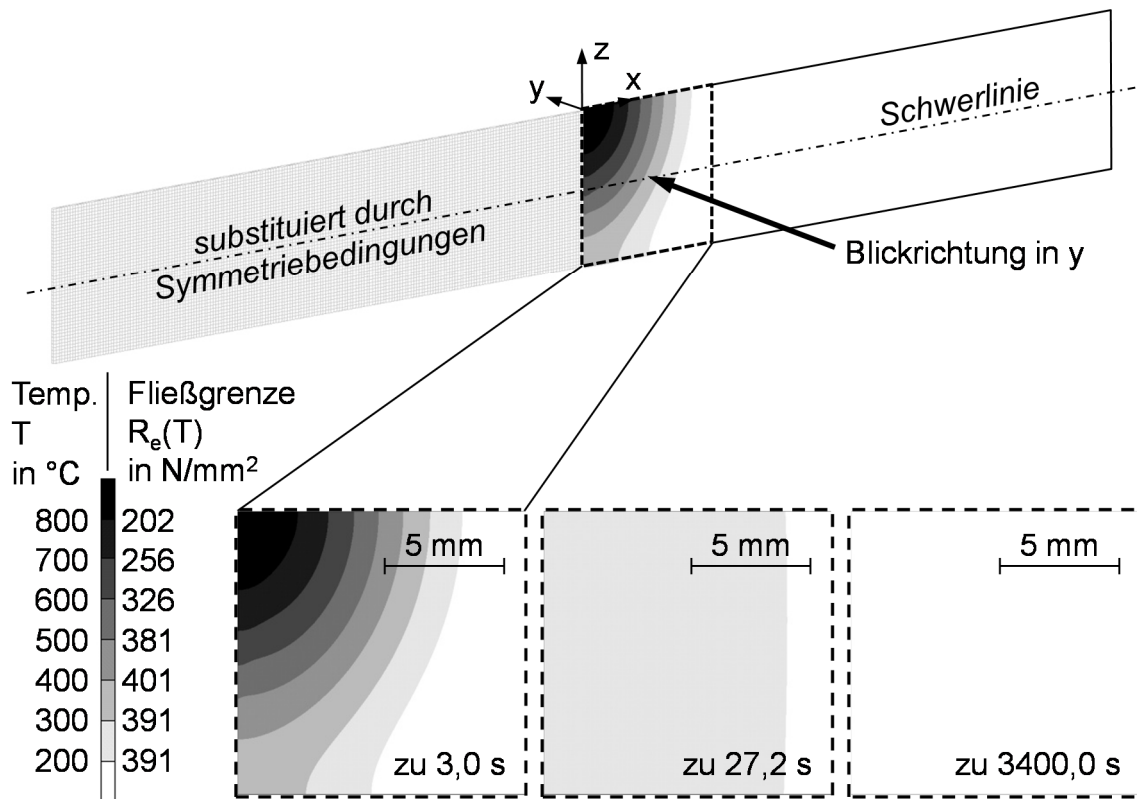 z
y
x
Schwerlinie
substituiert durch
Symmetriebedingungen
Blickrichtung in y
Temp. Fließgrenze
T Re(T)
in °C in N/mm²
800 202
700 256
600 326
500 381
400 401
300 391
200 391
5 mm 5 mm 5 mm
zu 3,0 s zu 27,2 s zu 3400,0 s